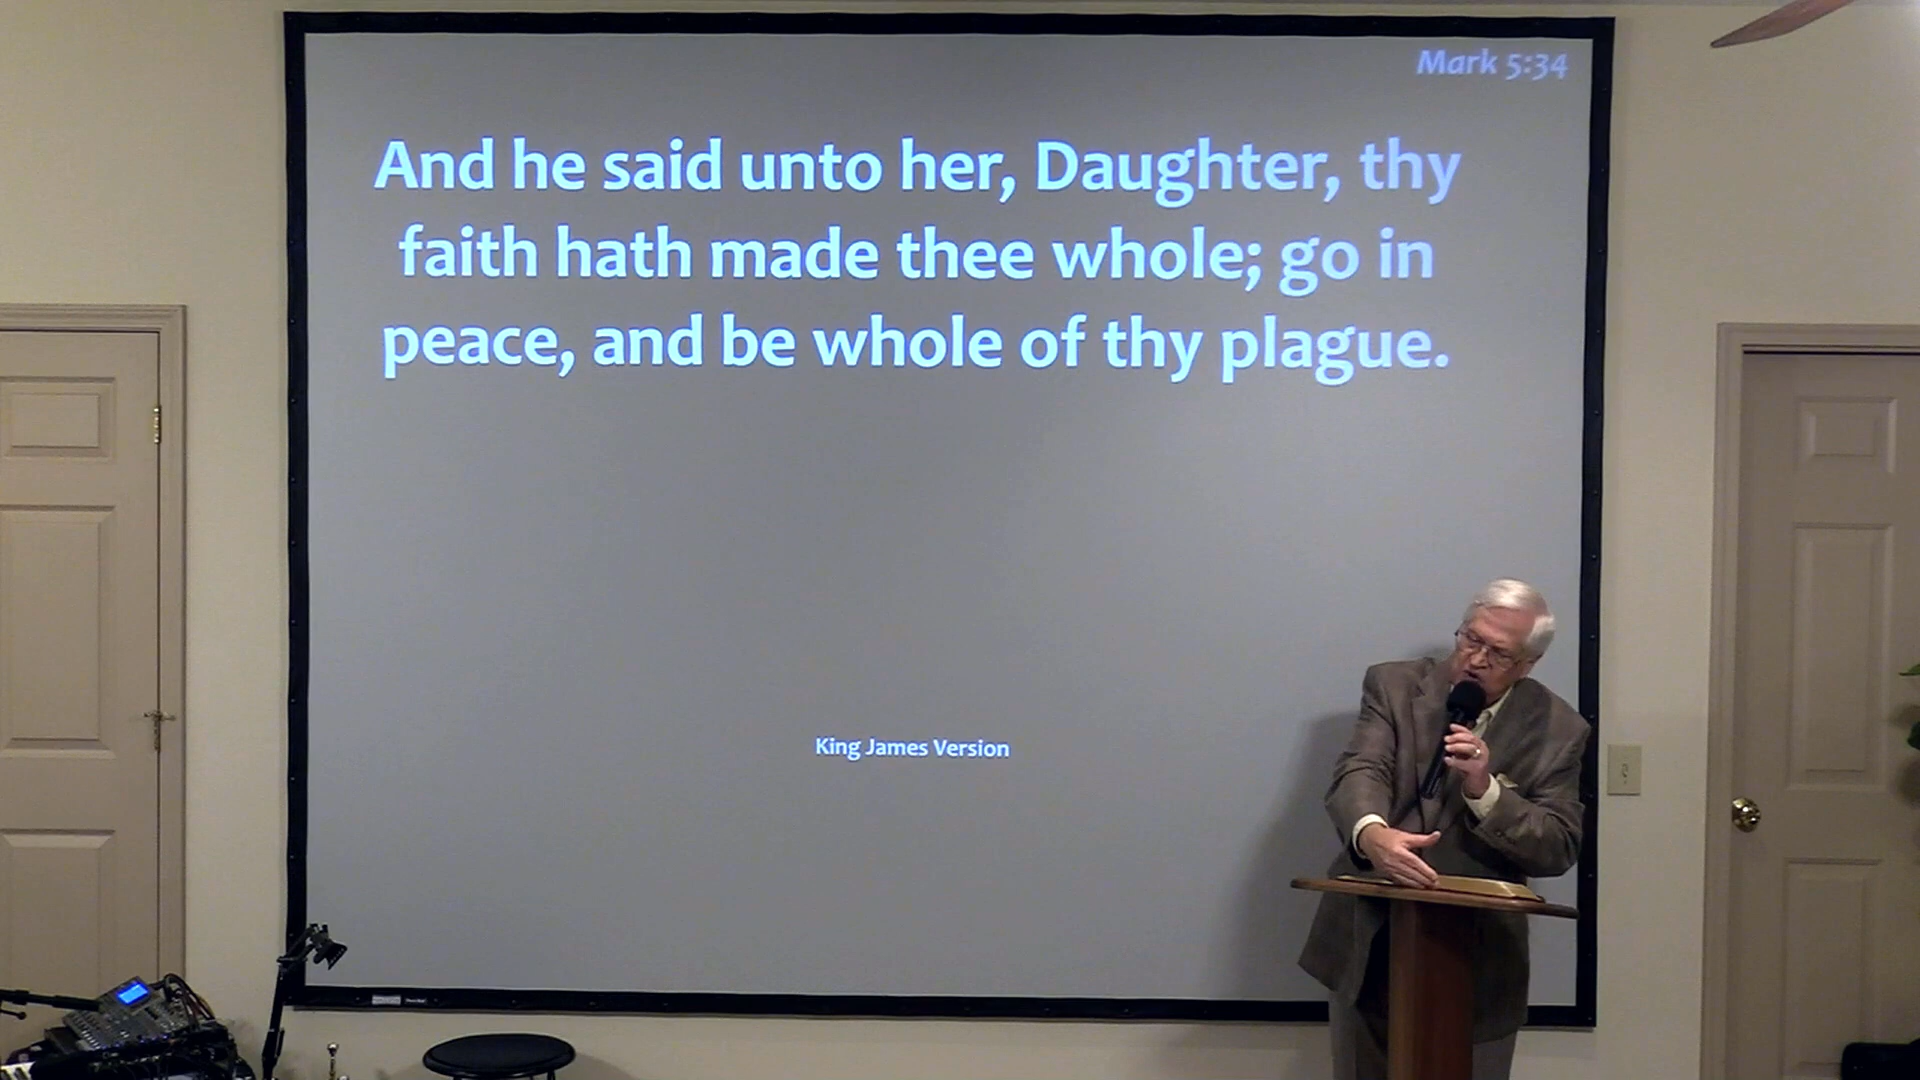 Mark 5:34
And he said unto her, Daughter, thy
faith hath made thee whole; go in
peace, and be whole of thy plague.
King James Version